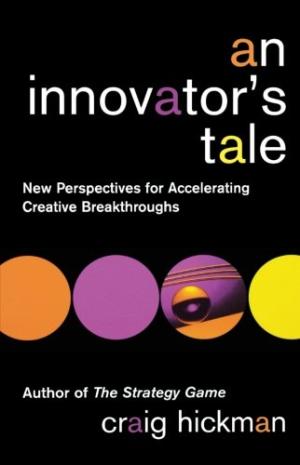 an
innovator's
tale
New Perspectives for Accelerating
Creative Breakthroughs
Author of The Strategy Game
craig hickman